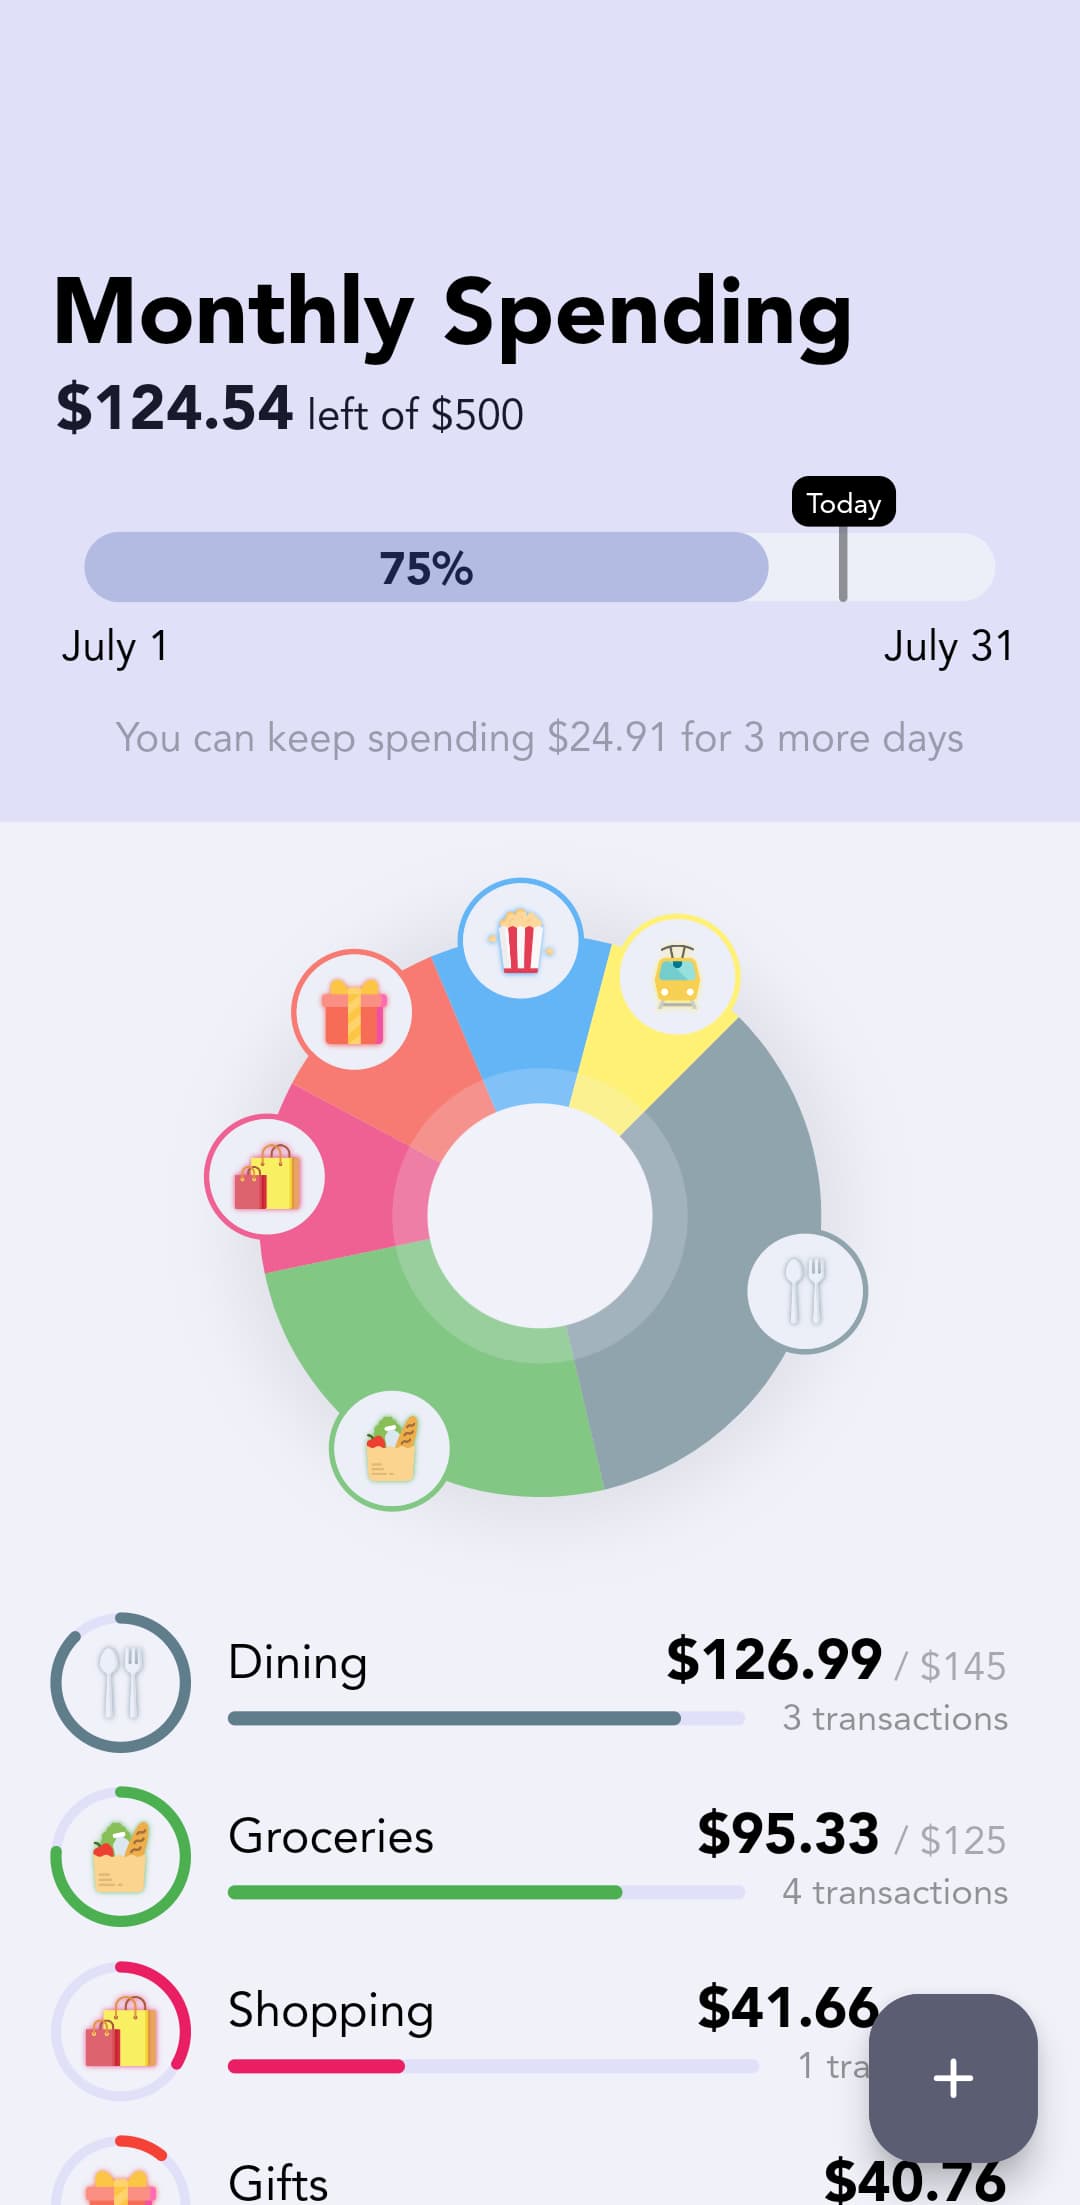 Monthly Spending
$124.54 left of $500
Today
75%
July 1 July 31
You can keep spending $24.91 for 3 more days
Dining $126.99 / $145
3 transactions
Groceries $95.33 / $125
4 transactions
Shopping $41.66
1 tra
+
Gifts $40.76